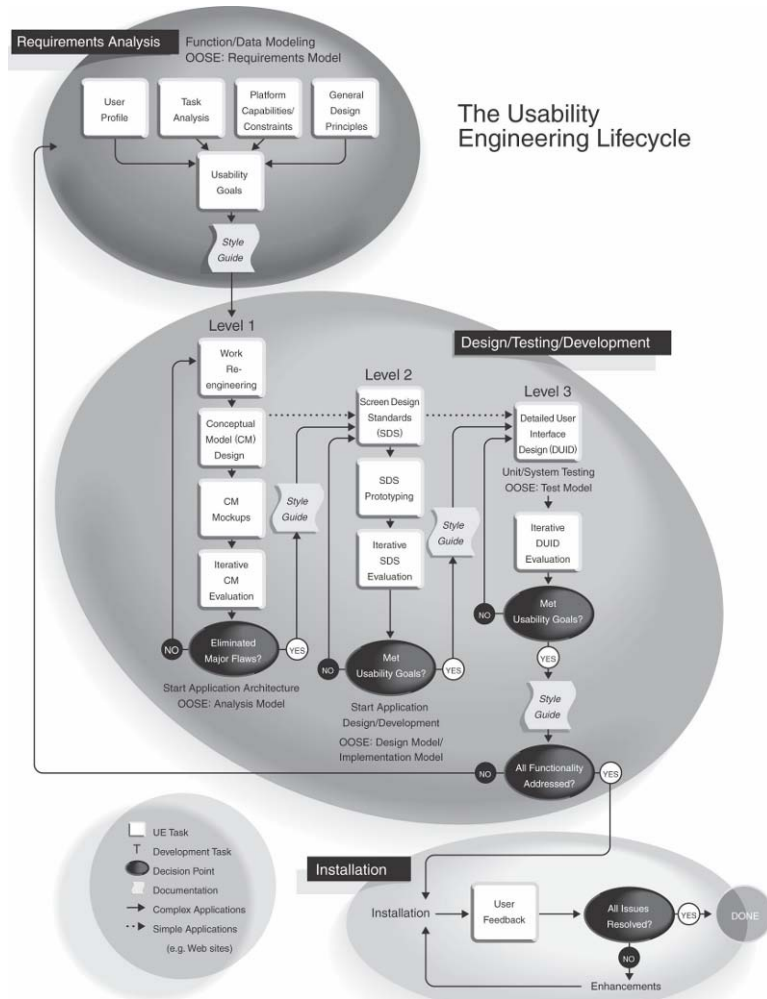 Requirements Analysis
Function/Data Modeling
OOSE: Requirements Model
User
Profile
Task
Analysis
Platform
Capabilities/
Constraints
General
Design
Principles
The Usability
Engineering Lifecycle
Usability
Goals
Style
Guide
Level 1
Design/Testing/Development
Work
Re-
engineering
Conceptual
Model (CM)
Design
CM
Mockups
Iterative
CM
Evaluation
NO
Eliminated
Major Flaws?
YES
Start Application Architecture
OOSE: Analysis Model
Style
Guide
Level 2
Screen Design
Standards
(SDS)
SDS
Prototyping
Iterative
SDS
Evaluation
NO
Met
Usability Goals?
YES
Start Application
Design/Development
OOSE: Design Model/
Implementation Model
Style
Guide
Level 3
Detailed User
Interface
Design (DUID)
Unit/System Testing
OOSE: Test Model
Iterative
DUID
Evaluation
NO
Met
Usability Goals?
YES
Style
Guide
NO
All Functionality
Addressed?
YES
UE Task
T Development Task
Decision Point
Documentation
Complex Applications
Simple Applications
(e.g. Web sites)
Installation
Installation
User
Feedback
All Issues
Resolved?
YES
DONE
NO
Enhancements